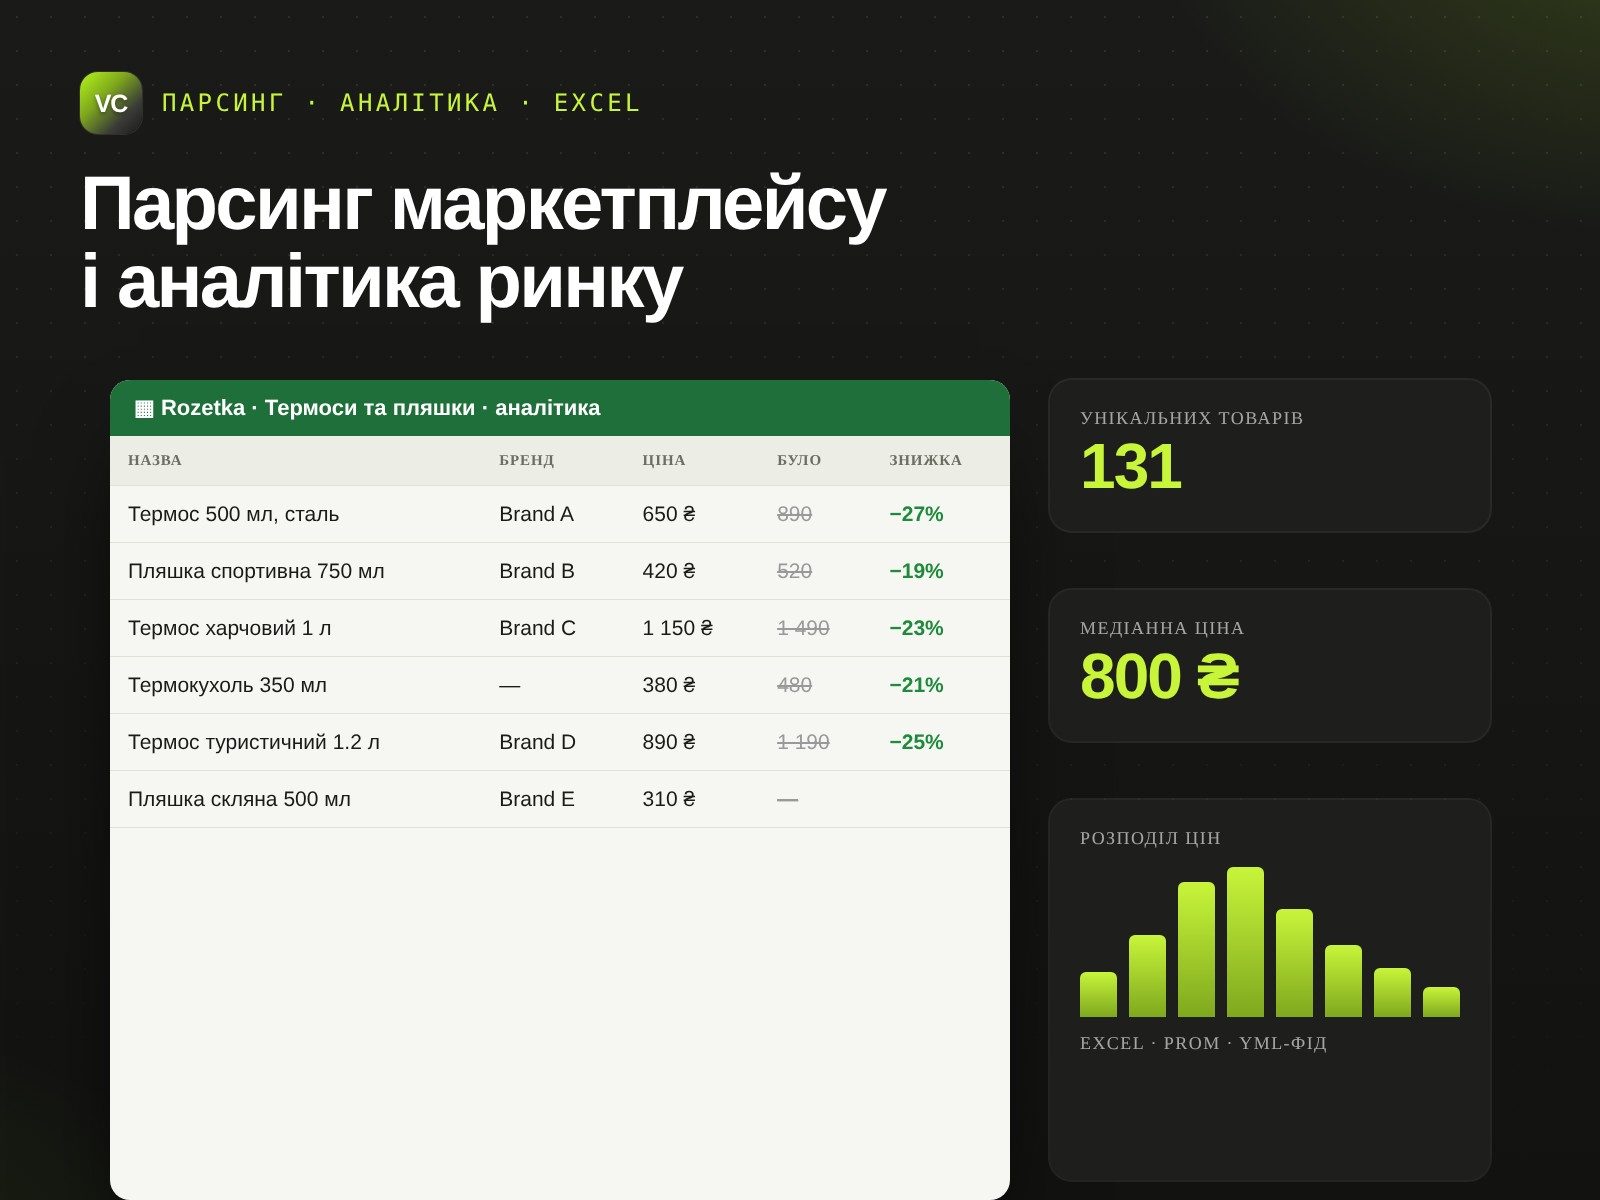 VC
ПАРСИНГ · АНАЛІТИКА · EXCEL
Парсинг маркетплейсу
і аналітика ринку
▦ Rozetka · Термоси та пляшки · аналітика
НАЗВА БРЕНД ЦІНА БУЛО ЗНИЖКА
Термос 500 мл, сталь Brand A 650 ₴ 890 −27%
Пляшка спортивна 750 мл Brand B 420 ₴ 520 −19%
Термос харчовий 1 л Brand C 1 150 ₴ 1 490 −23%
Термокухоль 350 мл — 380 ₴ 480 −21%
Термос туристичний 1.2 л Brand D 890 ₴ 1 190 −25%
Пляшка скляна 500 мл Brand E 310 ₴ —
УНІКАЛЬНИХ ТОВАРІВ
131
МЕДІАННА ЦІНА
800 ₴
РОЗПОДІЛ ЦІН
EXCEL · PROM · YML-ФІД